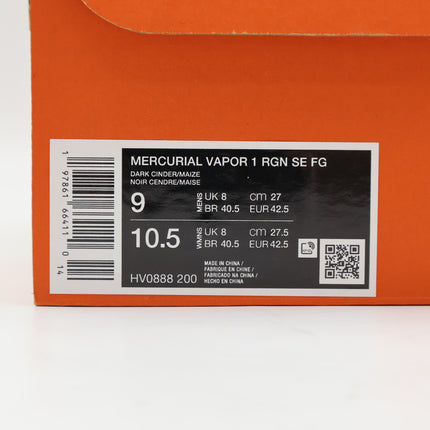 MERCURIAL VAPOR 1 RGN SE FG
DARK CINDER/MAIZE
NOIR CENDRE/MAISE
9 MENS UK 8 cm 27
BR 40.5 EUR 42.5
10.5 WMNS UK 8 cm 27.5
BR 40.5 EUR 42.5
MADE IN CHINA /
FABRIQUE EN CHINE /
FABRICADO NA CHINA /
HECHO EN CHINA
HV0888 200
1 97861 66411 0 14